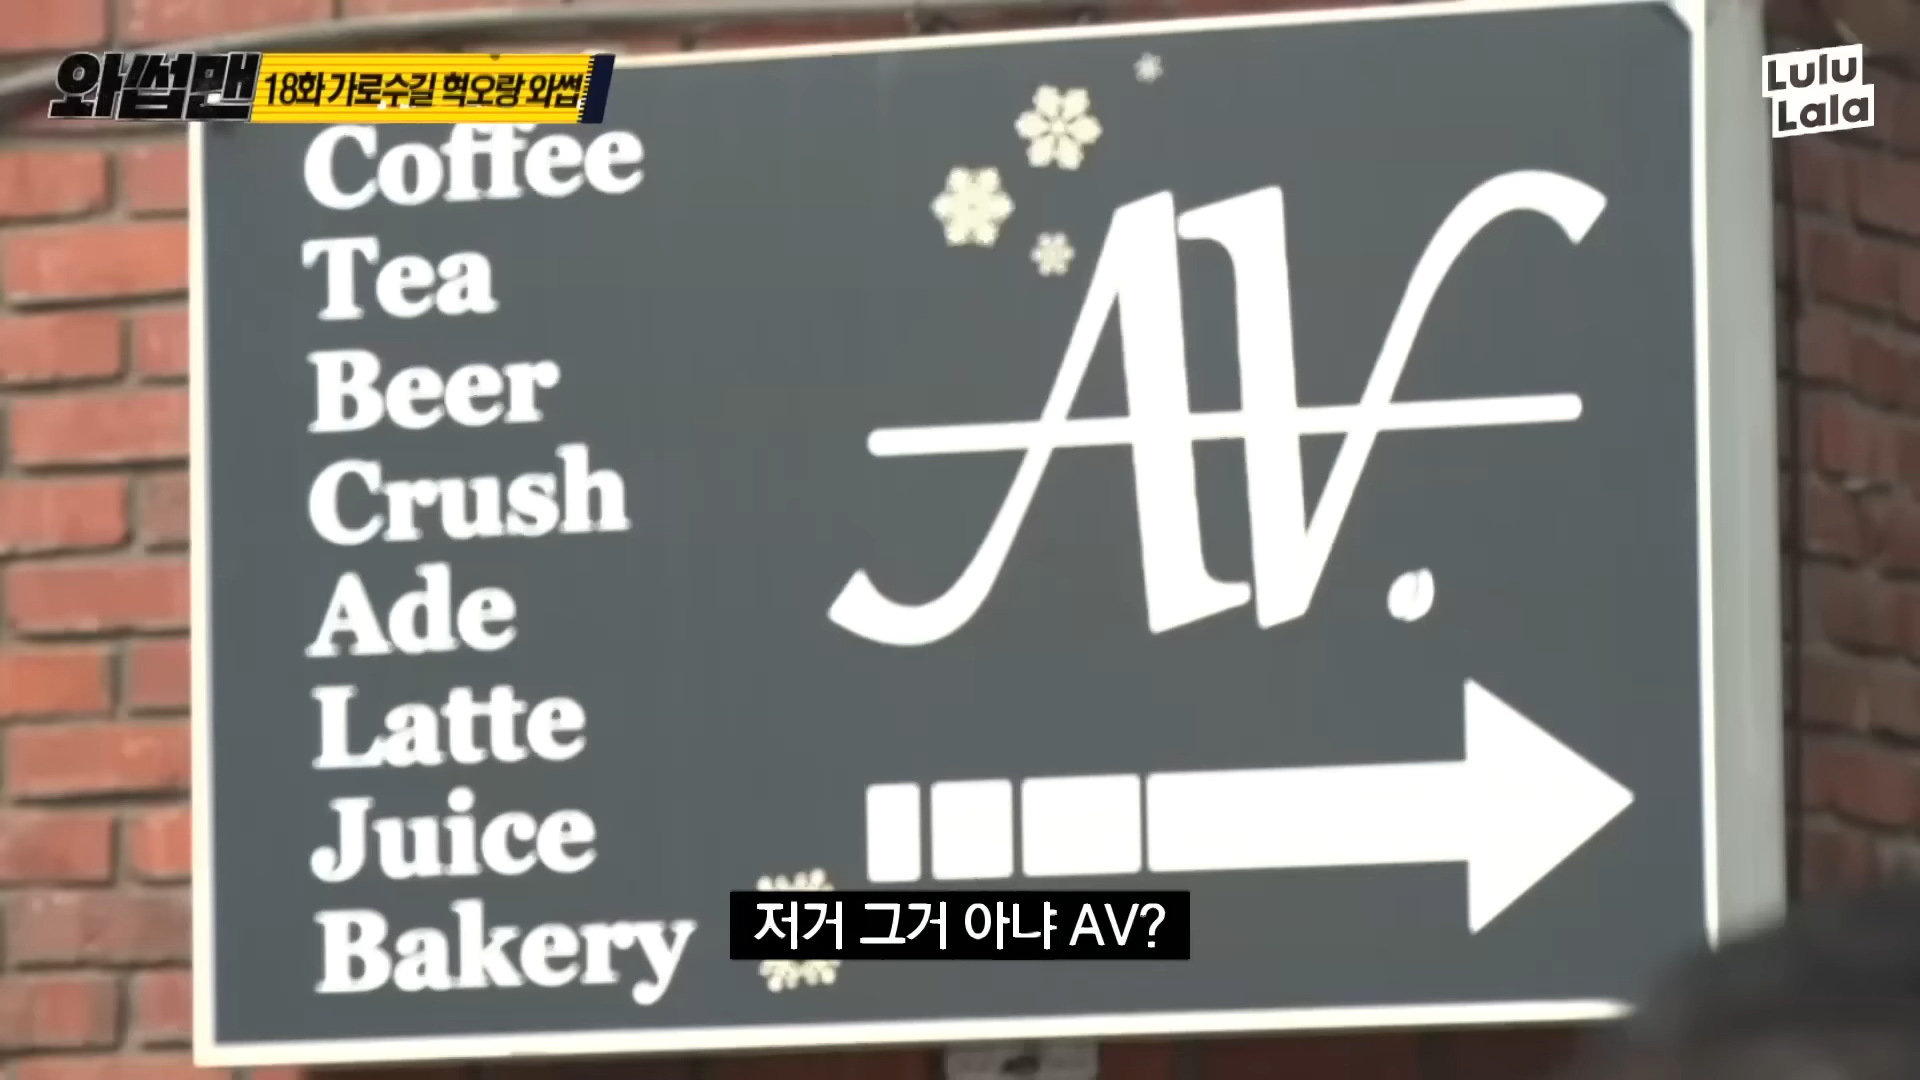 와썹맨
18화 가로수길 혁오랑 와썹
Lulu
Lala
Coffee
Tea
Beer
Crush
Ade
Latte
Juice
Bakery
AV.
저거 그거 아냐 AV?